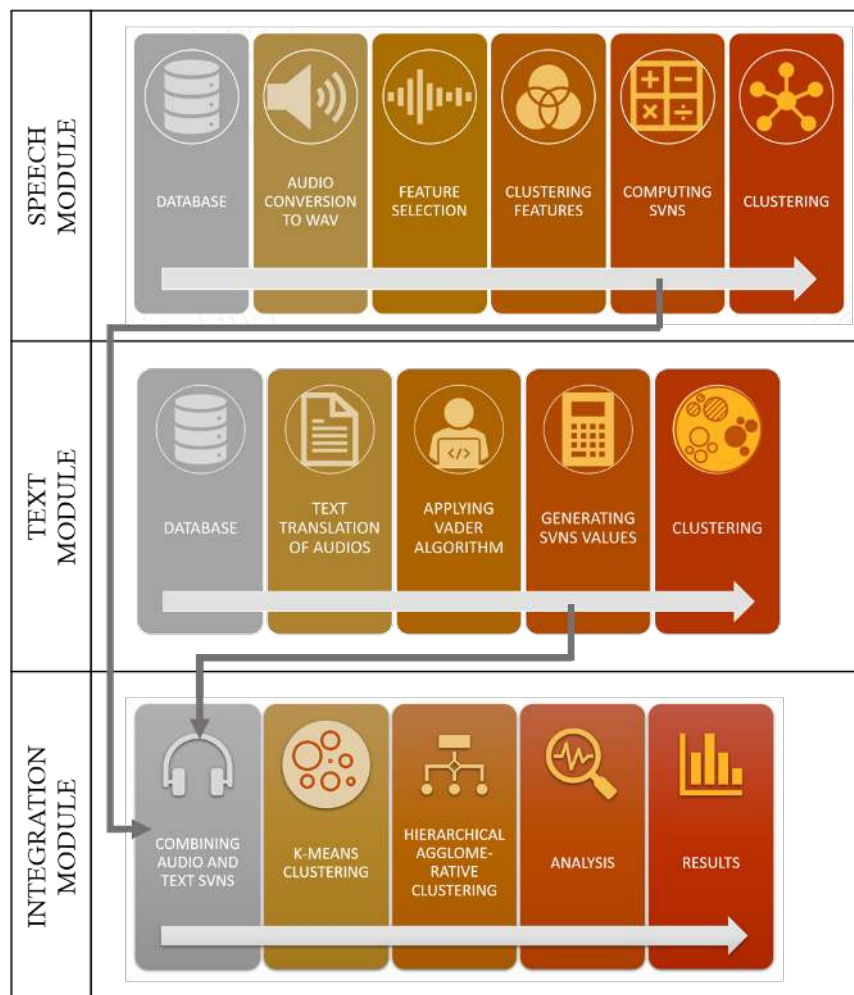 SPEECH
MODULE
DATABASE
AUDIO
CONVERSION
TO WAV
FEATURE
SELECTION
CLUSTERING
FEATURES
COMPUTING
SVNS
CLUSTERING
TEXT
MODULE
DATABASE
TEXT
TRANSLATION
OF AUDIOS
APPLYING
VADER
ALGORITHM
GENERATING
SVNS VALUES
CLUSTERING
INTEGRATION
MODULE
COMBINING
AUDIO AND
TEXT SVNS
K-MEANS
CLUSTERING
HIERARCHICAL
AGGLOME-
RATIVE
CLUSTERING
ANALYSIS
RESULTS